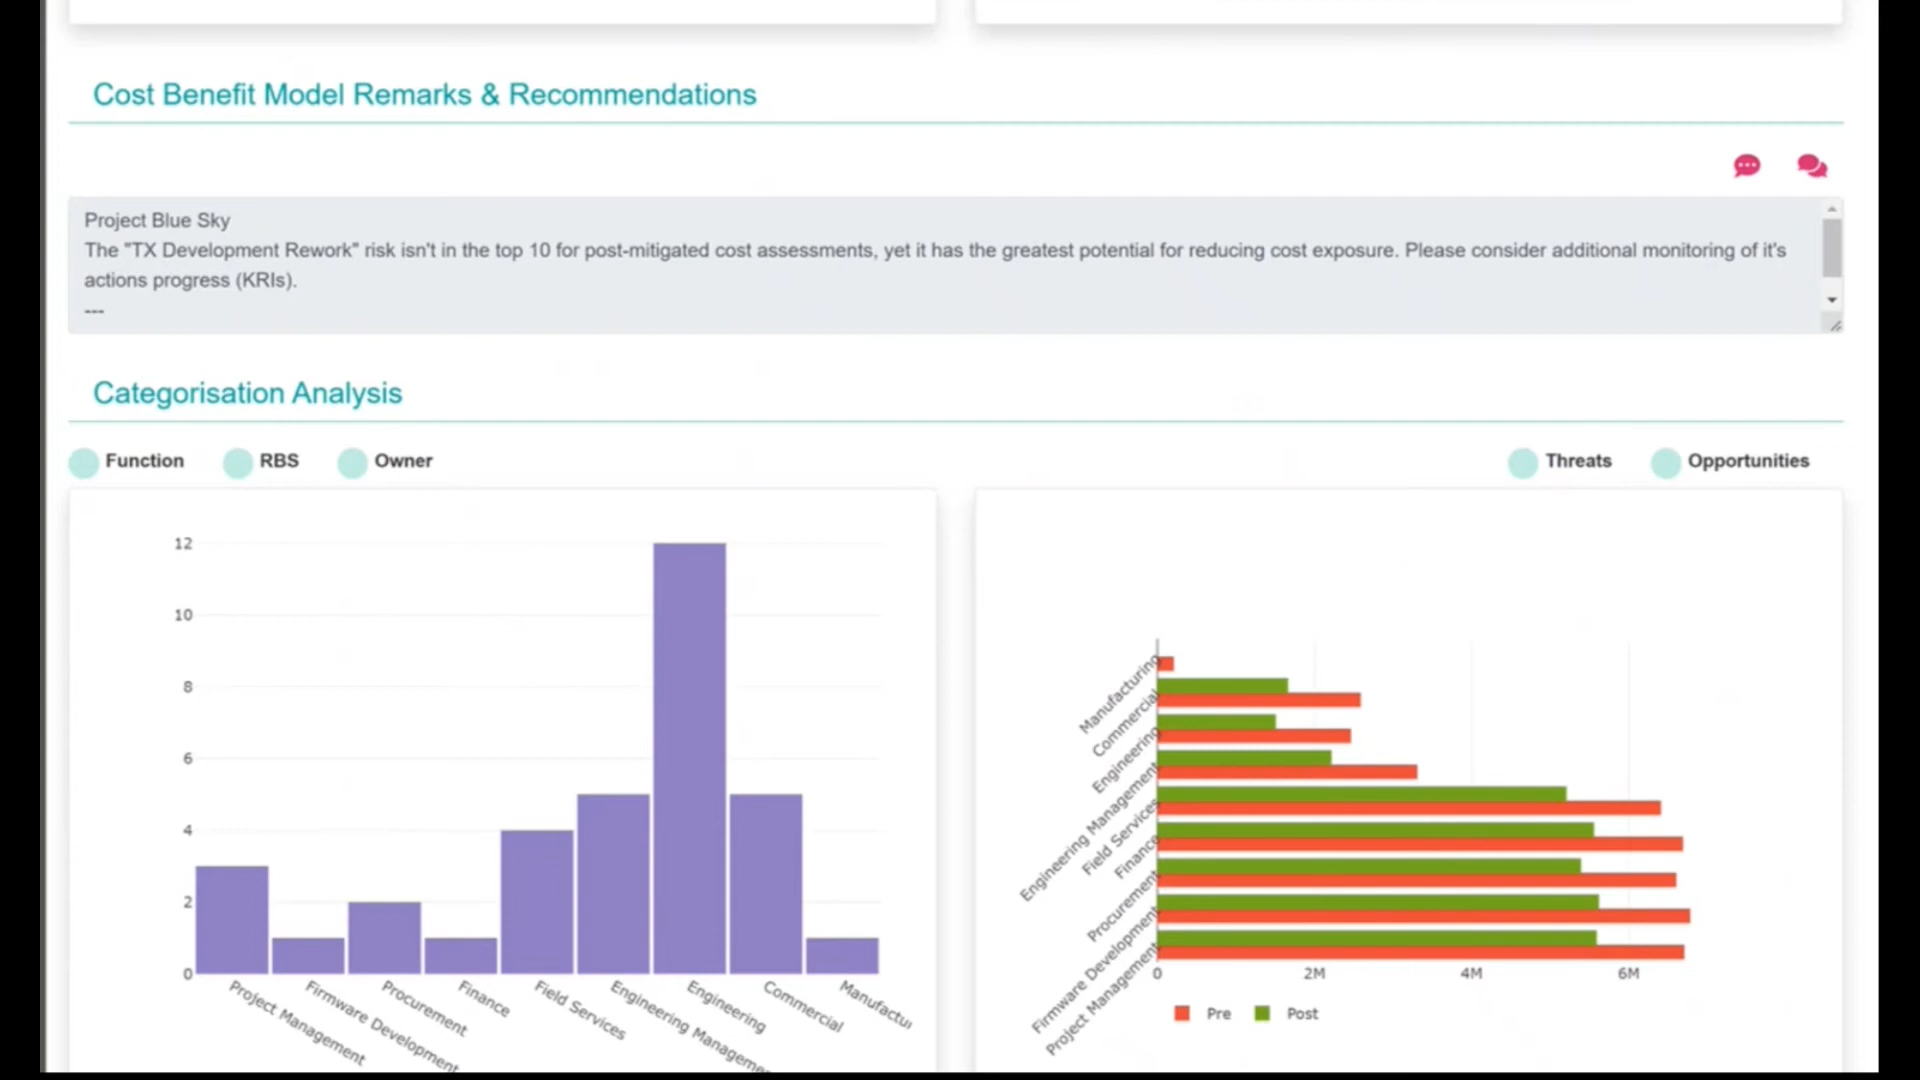 Cost Benefit Model Remarks & Recommendations
Project Blue Sky
The "TX Development Rework" risk isn't in the top 10 for post-mitigated cost assessments, yet it has the greatest potential for reducing cost exposure. Please consider additional monitoring of it's
actions progress (KRIs).
---
Categorisation Analysis
Function RBS Owner Threats Opportunities
12
10
8
6
4
2
0
Project Management
Firmware Development
Procurement
Finance
Field Services
Engineering Manageme
Engineering
Commercial
Manufactu
Manufacturing
Commercial
Engineering
Engineering Management
Field Services
Finance
Procurement
Firmware Development
Project Management
0 2M 4M 6M
Pre Post